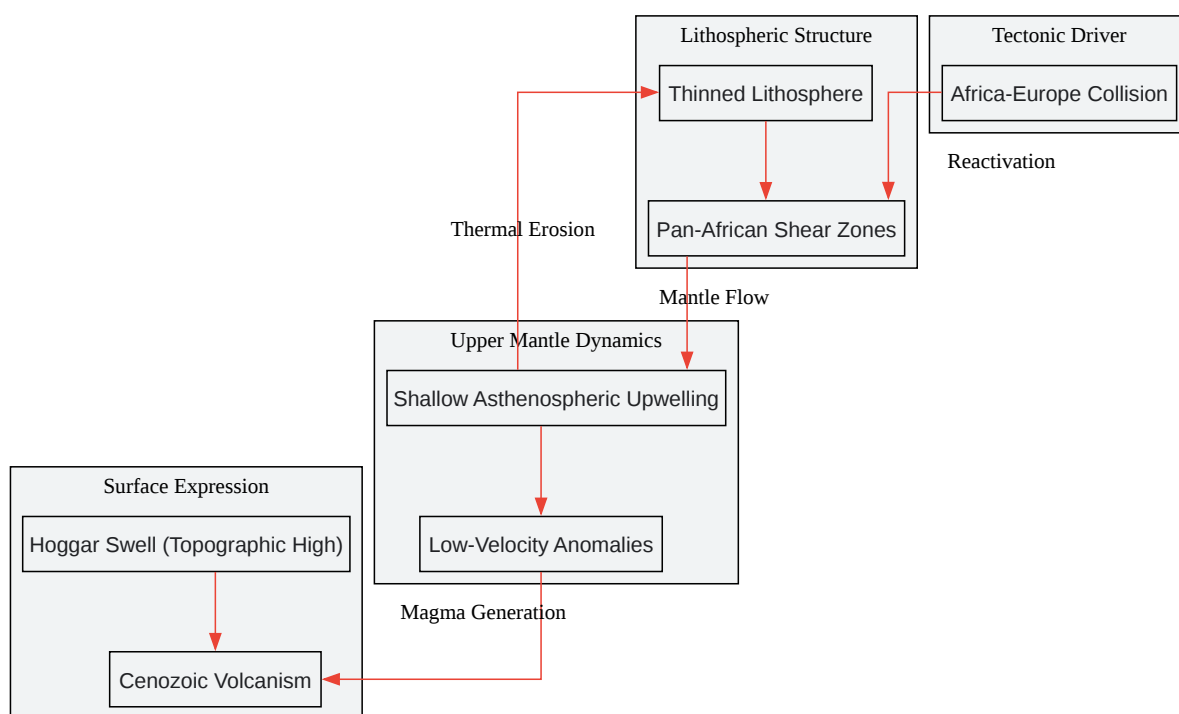 Lithospheric Structure
Tectonic Driver
Thinned Lithosphere
Africa-Europe Collision
Reactivation
Pan-African Shear Zones
Thermal Erosion
Mantle Flow
Upper Mantle Dynamics
Shallow Asthenospheric Upwelling
Surface Expression
Hoggar Swell (Topographic High)
Low-Velocity Anomalies
Magma Generation
Cenozoic Volcanism